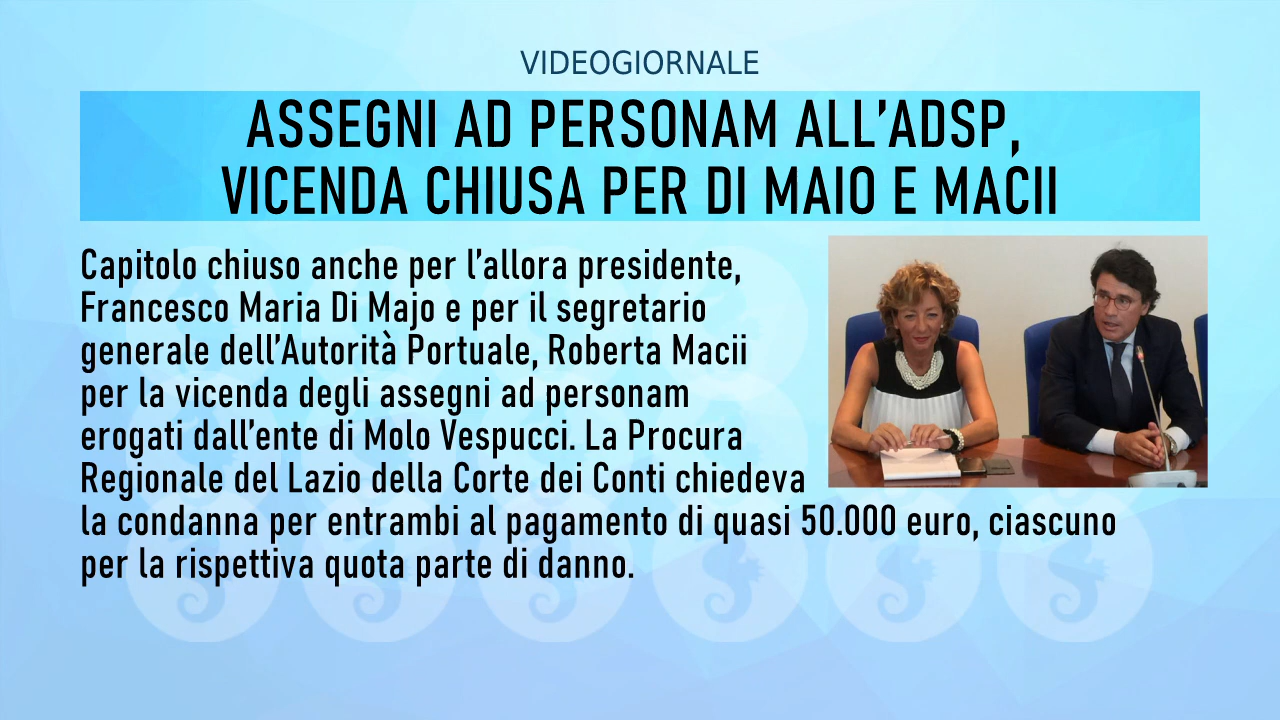 VIDEOGIORNALE
ASSEGNI AD PERSONAM ALL’ADSP,
VICENDA CHIUSA PER DI MAIO E MACII
Capitolo chiuso anche per l’allora presidente,
Francesco Maria Di Majo e per il segretario
generale dell’Autorità Portuale, Roberta Macii
per la vicenda degli assegni ad personam
erogati dall’ente di Molo Vespucci. La Procura
Regionale del Lazio della Corte dei Conti chiedeva
la condanna per entrambi al pagamento di quasi 50.000 euro, ciascuno
per la rispettiva quota parte di danno.